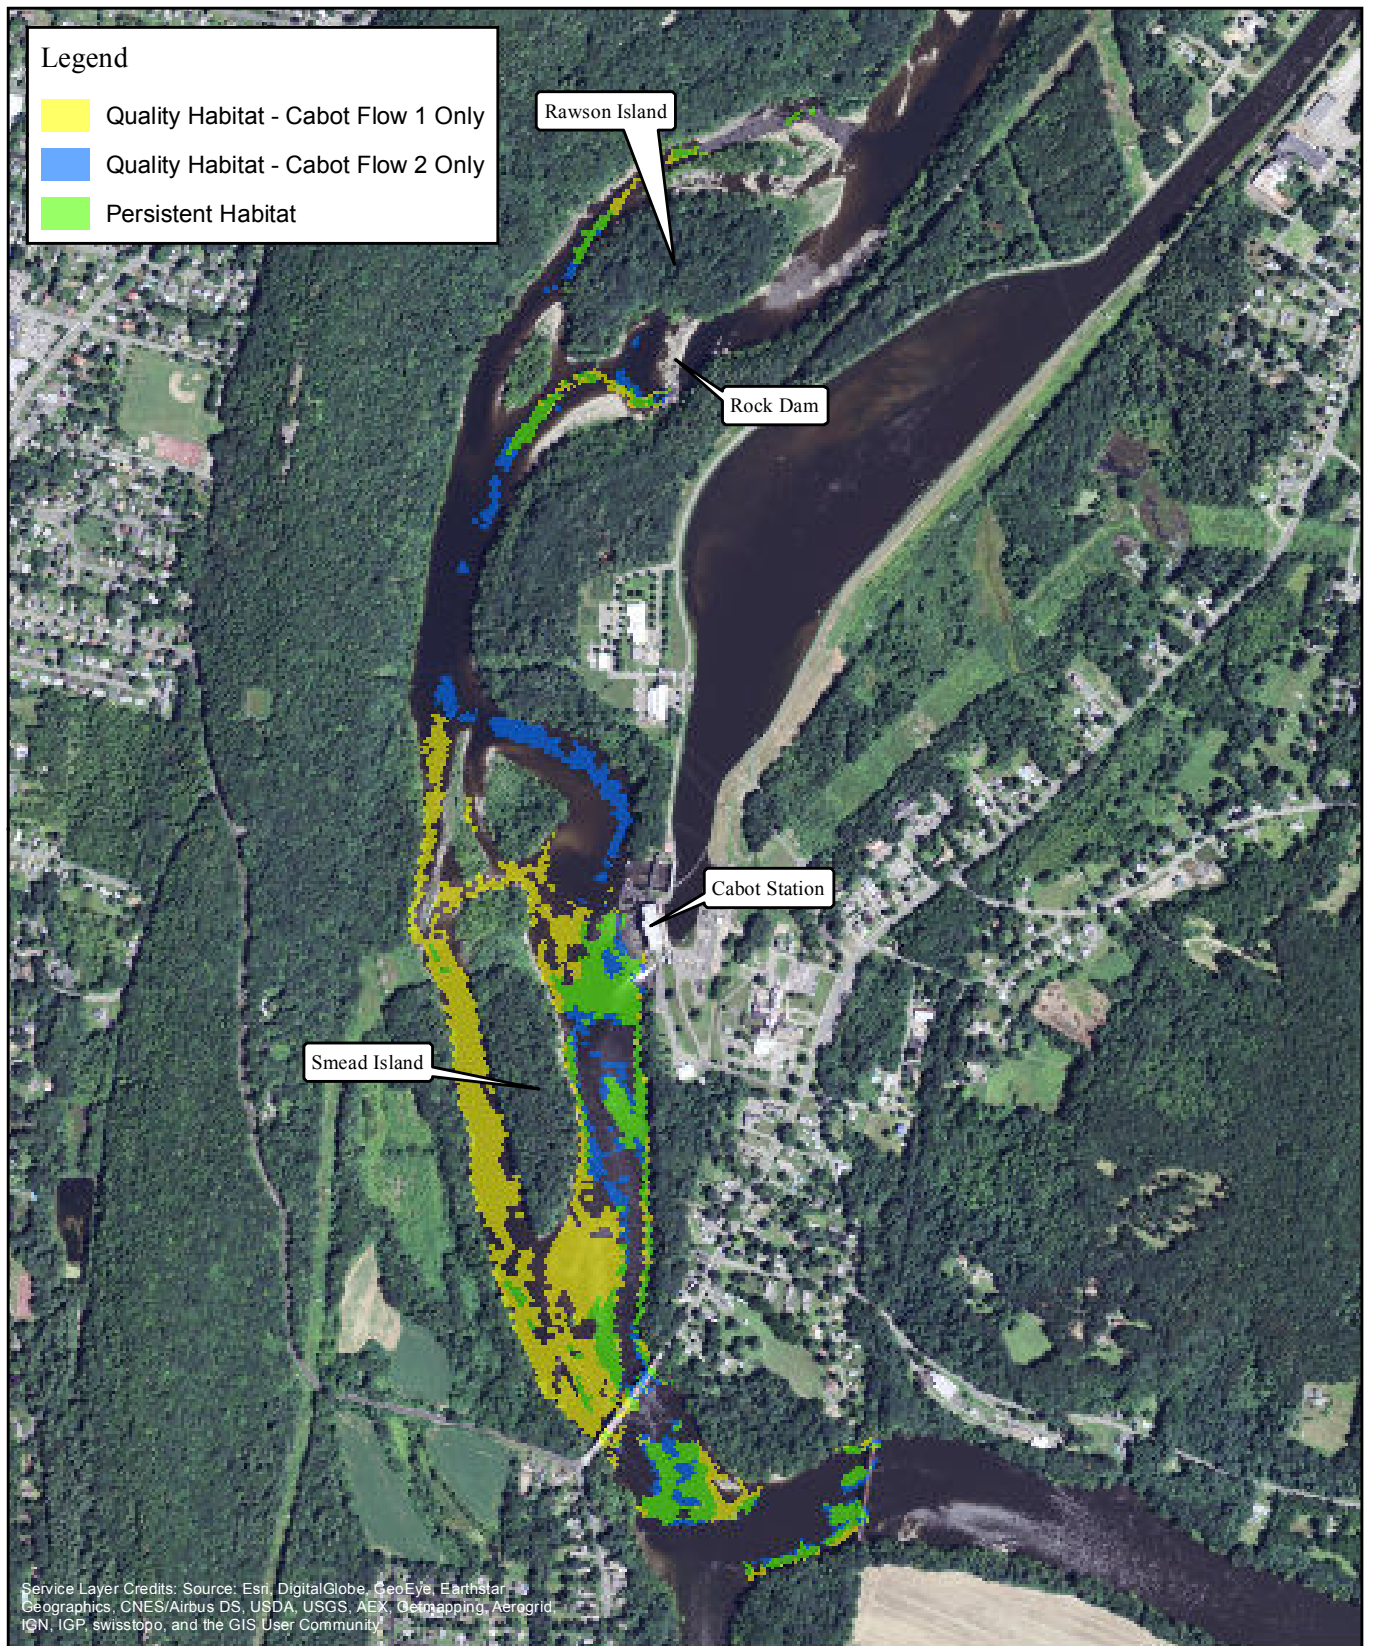 Legend
Quality Habitat - Cabot Flow 1 Only
Quality Habitat - Cabot Flow 2 Only
Persistent Habitat
Rawson Island
Rock Dam
Cabot Station
Smead Island
Service Layer Credits: Source: Esri, DigitalGlobe, GeoEye, Earthstar
Geographics, CNES/Airbus DS, USDA, USGS, AEX, Getmapping, Aerogrid,
IGN, IGP, swisstopo, and the GIS User Community